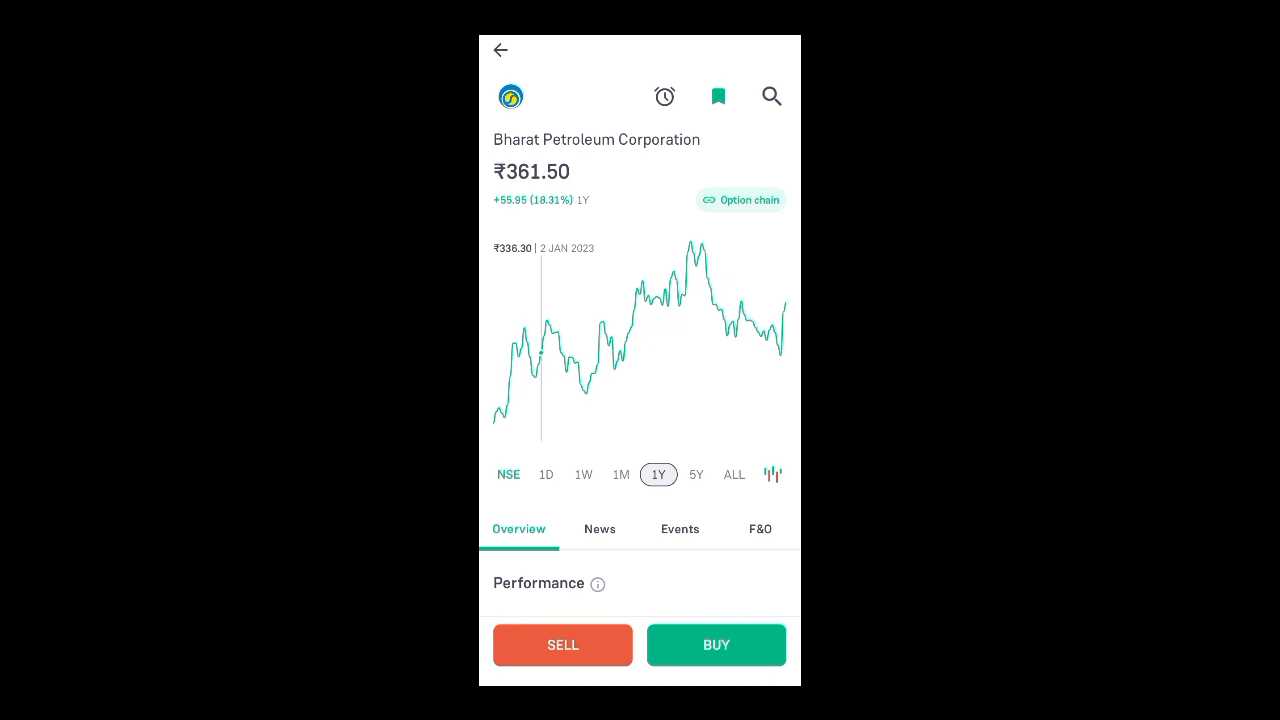 Bharat Petroleum Corporation
₹361.50
+55.95 (18.31%) 1Y
Option chain
₹336.30 | 2 JAN 2023
NSE 1D 1W 1M 1Y 5Y ALL
Overview News Events F&O
Performance
SELL BUY